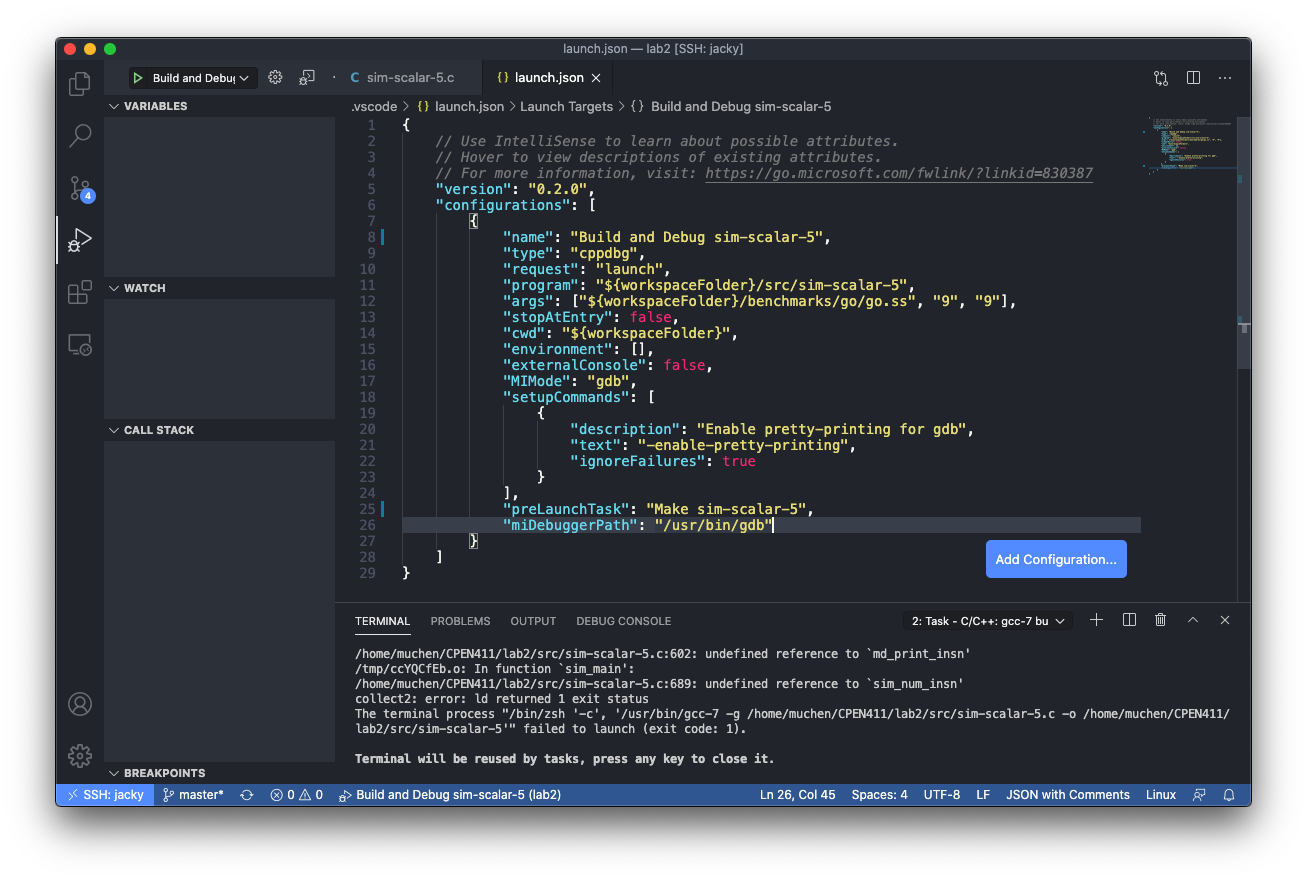 launch.json — lab2 [SSH: jacky]
Build and Debug
sim-scalar-5.c
launch.json
VARIABLES
.vscode > {} launch.json > Launch Targets > {} Build and Debug sim-scalar-5
1 {
2 // Use IntelliSense to learn about possible attributes.
3 // Hover to view descriptions of existing attributes.
4 // For more information, visit: https://go.microsoft.com/fwlink/?linkid=830387
5 "version": "0.2.0",
6 "configurations": [
7 {
8 "name": "Build and Debug sim-scalar-5",
9 "type": "cppdbg",
10 "request": "launch",
11 "program": "${workspaceFolder}/src/sim-scalar-5",
12 "args": ["${workspaceFolder}/benchmarks/go/go.ss", "9", "9"],
13 "stopAtEntry": false,
14 "cwd": "${workspaceFolder}",
15 "environment": [],
16 "externalConsole": false,
17 "MIMode": "gdb",
18 "setupCommands": [
19 {
20 "description": "Enable pretty-printing for gdb",
21 "text": "-enable-pretty-printing",
22 "ignoreFailures": true
23 }
24 ],
25 "preLaunchTask": "Make sim-scalar-5",
26 "miDebuggerPath": "/usr/bin/gdb"
27 }
28 ]
29 }
4
WATCH
CALL STACK
BREAKPOINTS
Add Configuration...
TERMINAL PROBLEMS OUTPUT DEBUG CONSOLE
2: Task - C/C++: gcc-7 bu
/home/muchen/CPEN411/lab2/src/sim-scalar-5.c:602: undefined reference to `md_print_insn'
/tmp/ccYQCfEb.o: In function `sim_main':
/home/muchen/CPEN411/lab2/src/sim-scalar-5.c:689: undefined reference to `sim_num_insn'
collect2: error: ld returned 1 exit status
The terminal process "/bin/zsh '-c', '/usr/bin/gcc-7 -g /home/muchen/CPEN411/lab2/src/sim-scalar-5.c -o /home/muchen/CPEN411/
lab2/src/sim-scalar-5'" failed to launch (exit code: 1).
Terminal will be reused by tasks, press any key to close it.
SSH: jacky master* 0 0 Build and Debug sim-scalar-5 (lab2) Ln 26, Col 45 Spaces: 4 UTF-8 LF JSON with Comments Linux